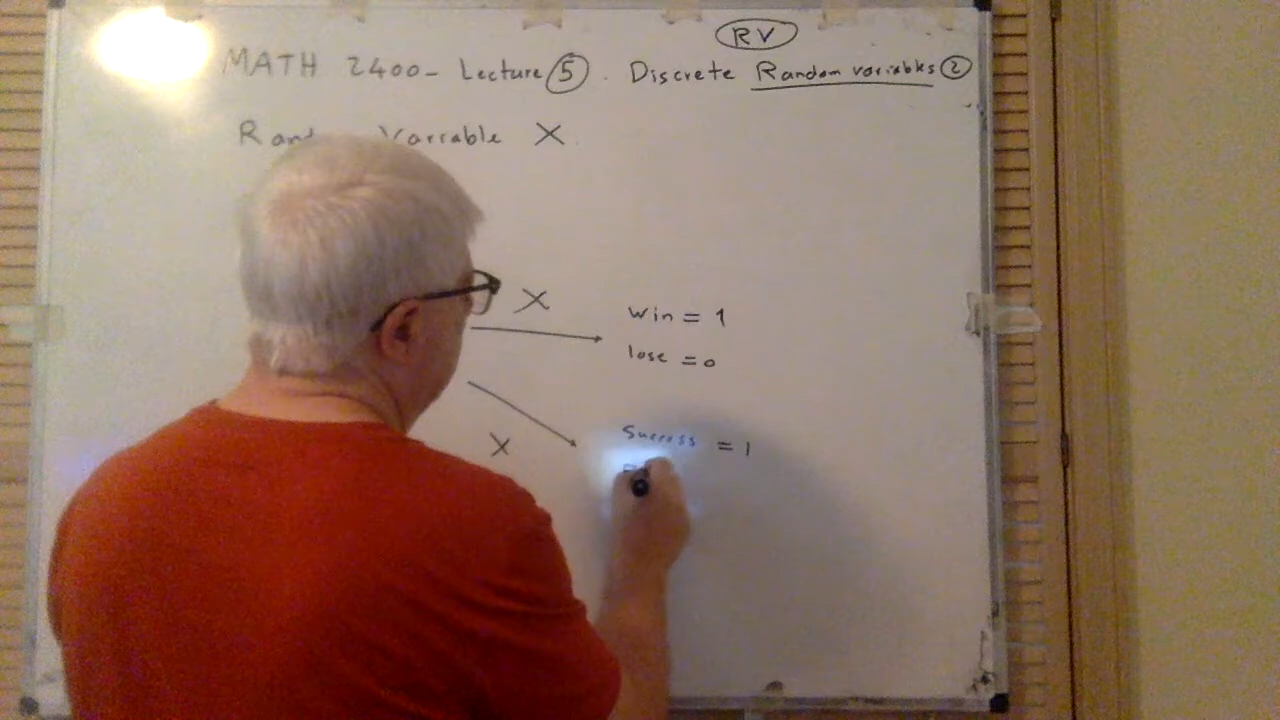 RV
MATH 2400- Lecture 5. Discrete Random variables 2
Variable X.
X
Win = 1
lose = 0
Success = 1
X